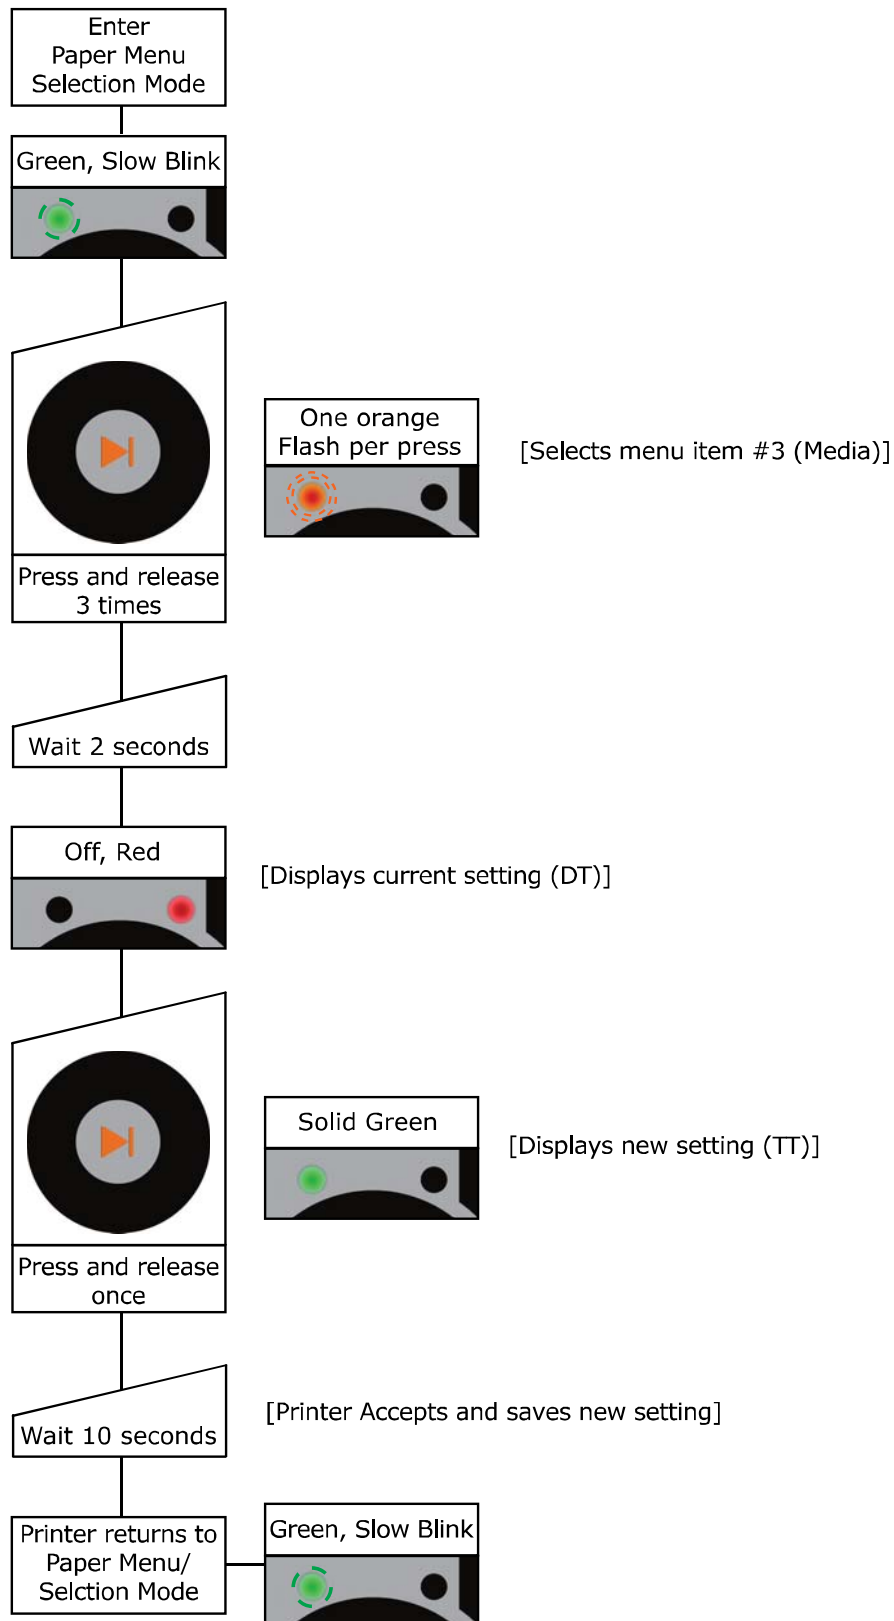 Enter
Paper Menu
Selection Mode
Green, Slow Blink
One orange
Flash per press
[Selects menu item #3 (Media)]
Press and release
3 times
Wait 2 seconds
Off, Red
[Displays current setting (DT)]
Solid Green
[Displays new setting (TT)]
Press and release
once
[Printer Accepts and saves new setting]
Wait 10 seconds
Printer returns to
Paper Menu/
Selction Mode
Green, Slow Blink